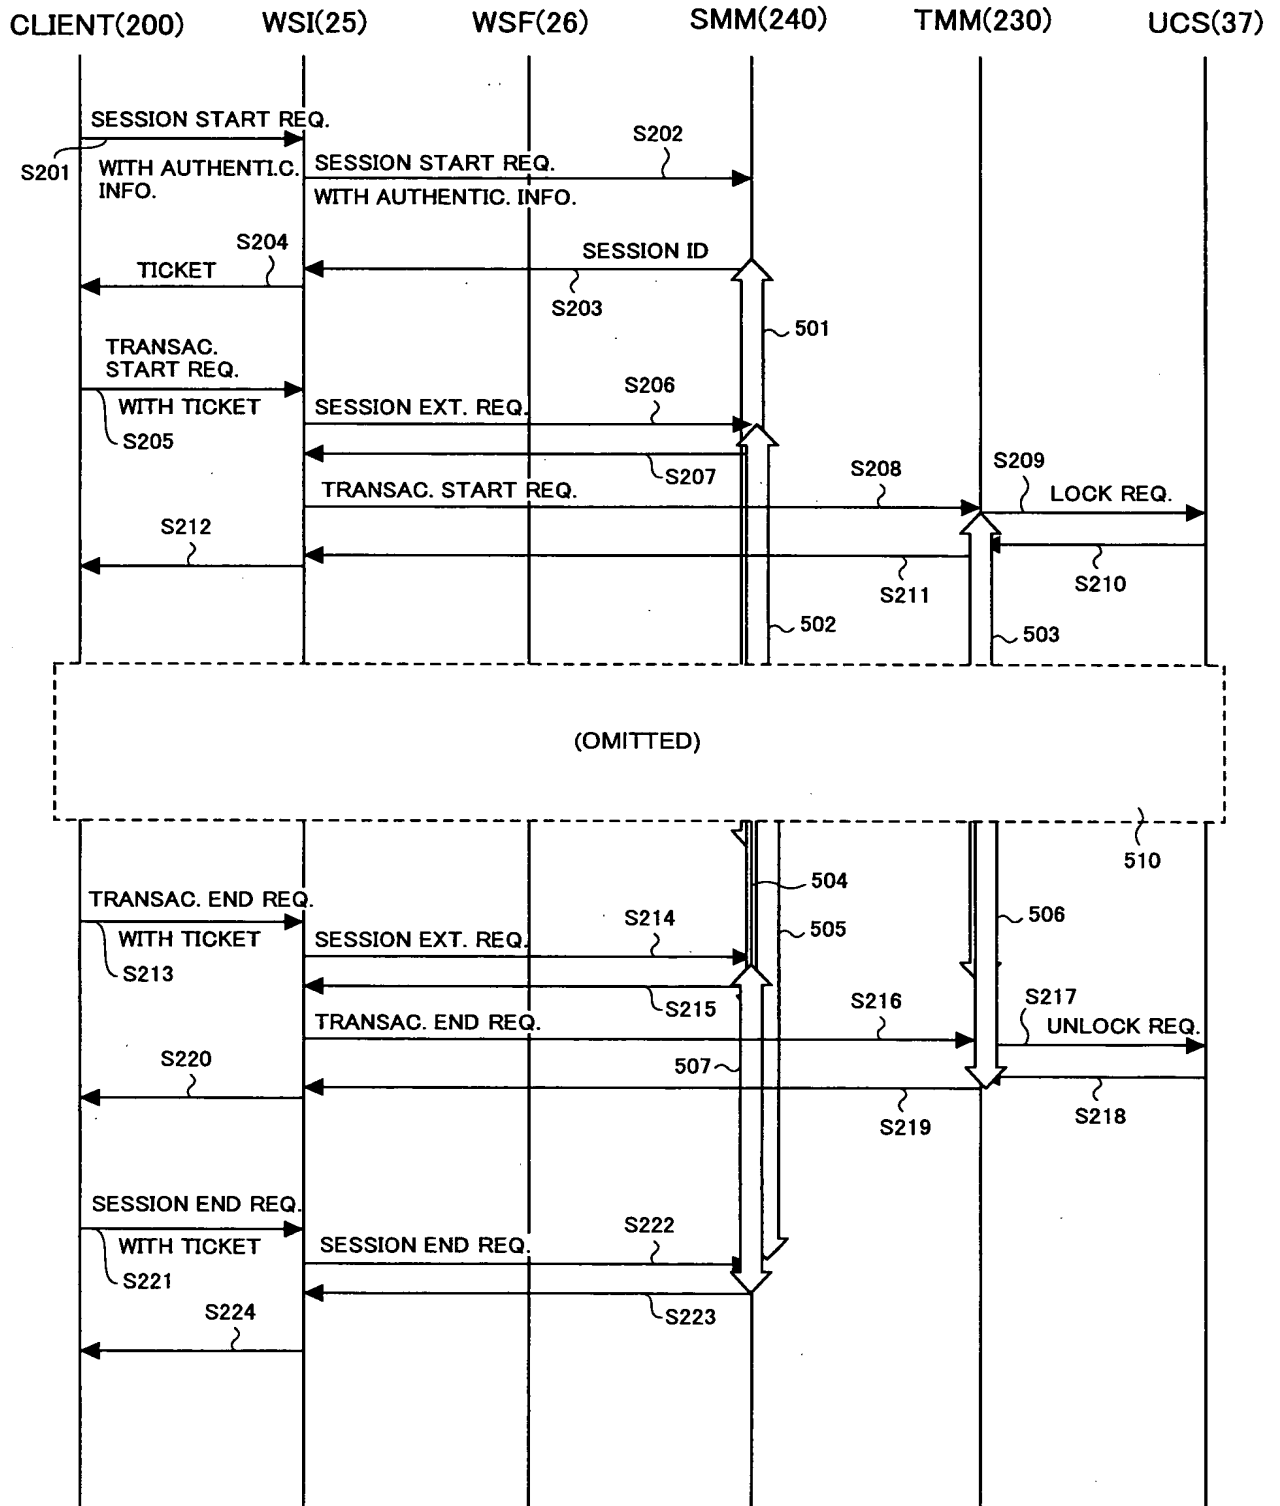 CLIENT(200) WSI(25) WSF(26) SMM(240) TMM(230) UCS(37)
SESSION START REQ.
S201
WITH AUTHENTI.C.
INFO.
S202
SESSION START REQ.
WITH AUTHENTIC. INFO.
S204
TICKET
SESSION ID
S203
501
TRANSAC.
START REQ.
WITH TICKET
S205
S206
SESSION EXT. REQ.
S207
S208
TRANSAC. START REQ.
S209
LOCK REQ.
S212
S211
S210
502
503
(OMITTED)
510
504
505
506
TRANSAC. END REQ.
WITH TICKET
S213
S214
SESSION EXT. REQ.
S215
S216
TRANSAC. END REQ.
S217
UNLOCK REQ.
S220
507
S219
S218
SESSION END REQ.
WITH TICKET
S221
S222
SESSION END REQ.
S223
S224